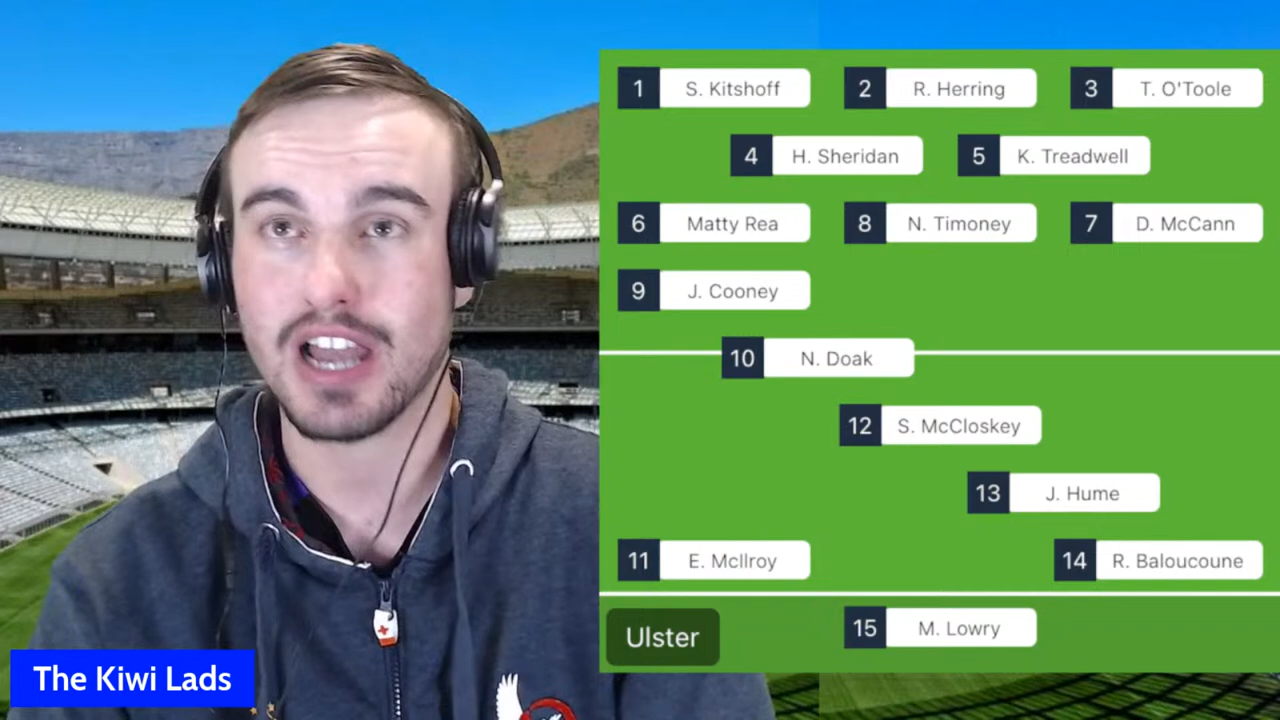 1 S. Kitshoff 2 R. Herring 3 T. O'Toole
4 H. Sheridan 5 K. Treadwell
6 Matty Rea 8 N. Timoney 7 D. McCann
9 J. Cooney
10 N. Doak
12 S. McCloskey
13 J. Hume
11 E. McIlroy 14 R. Baloucoune
Ulster 15 M. Lowry
The Kiwi Lads